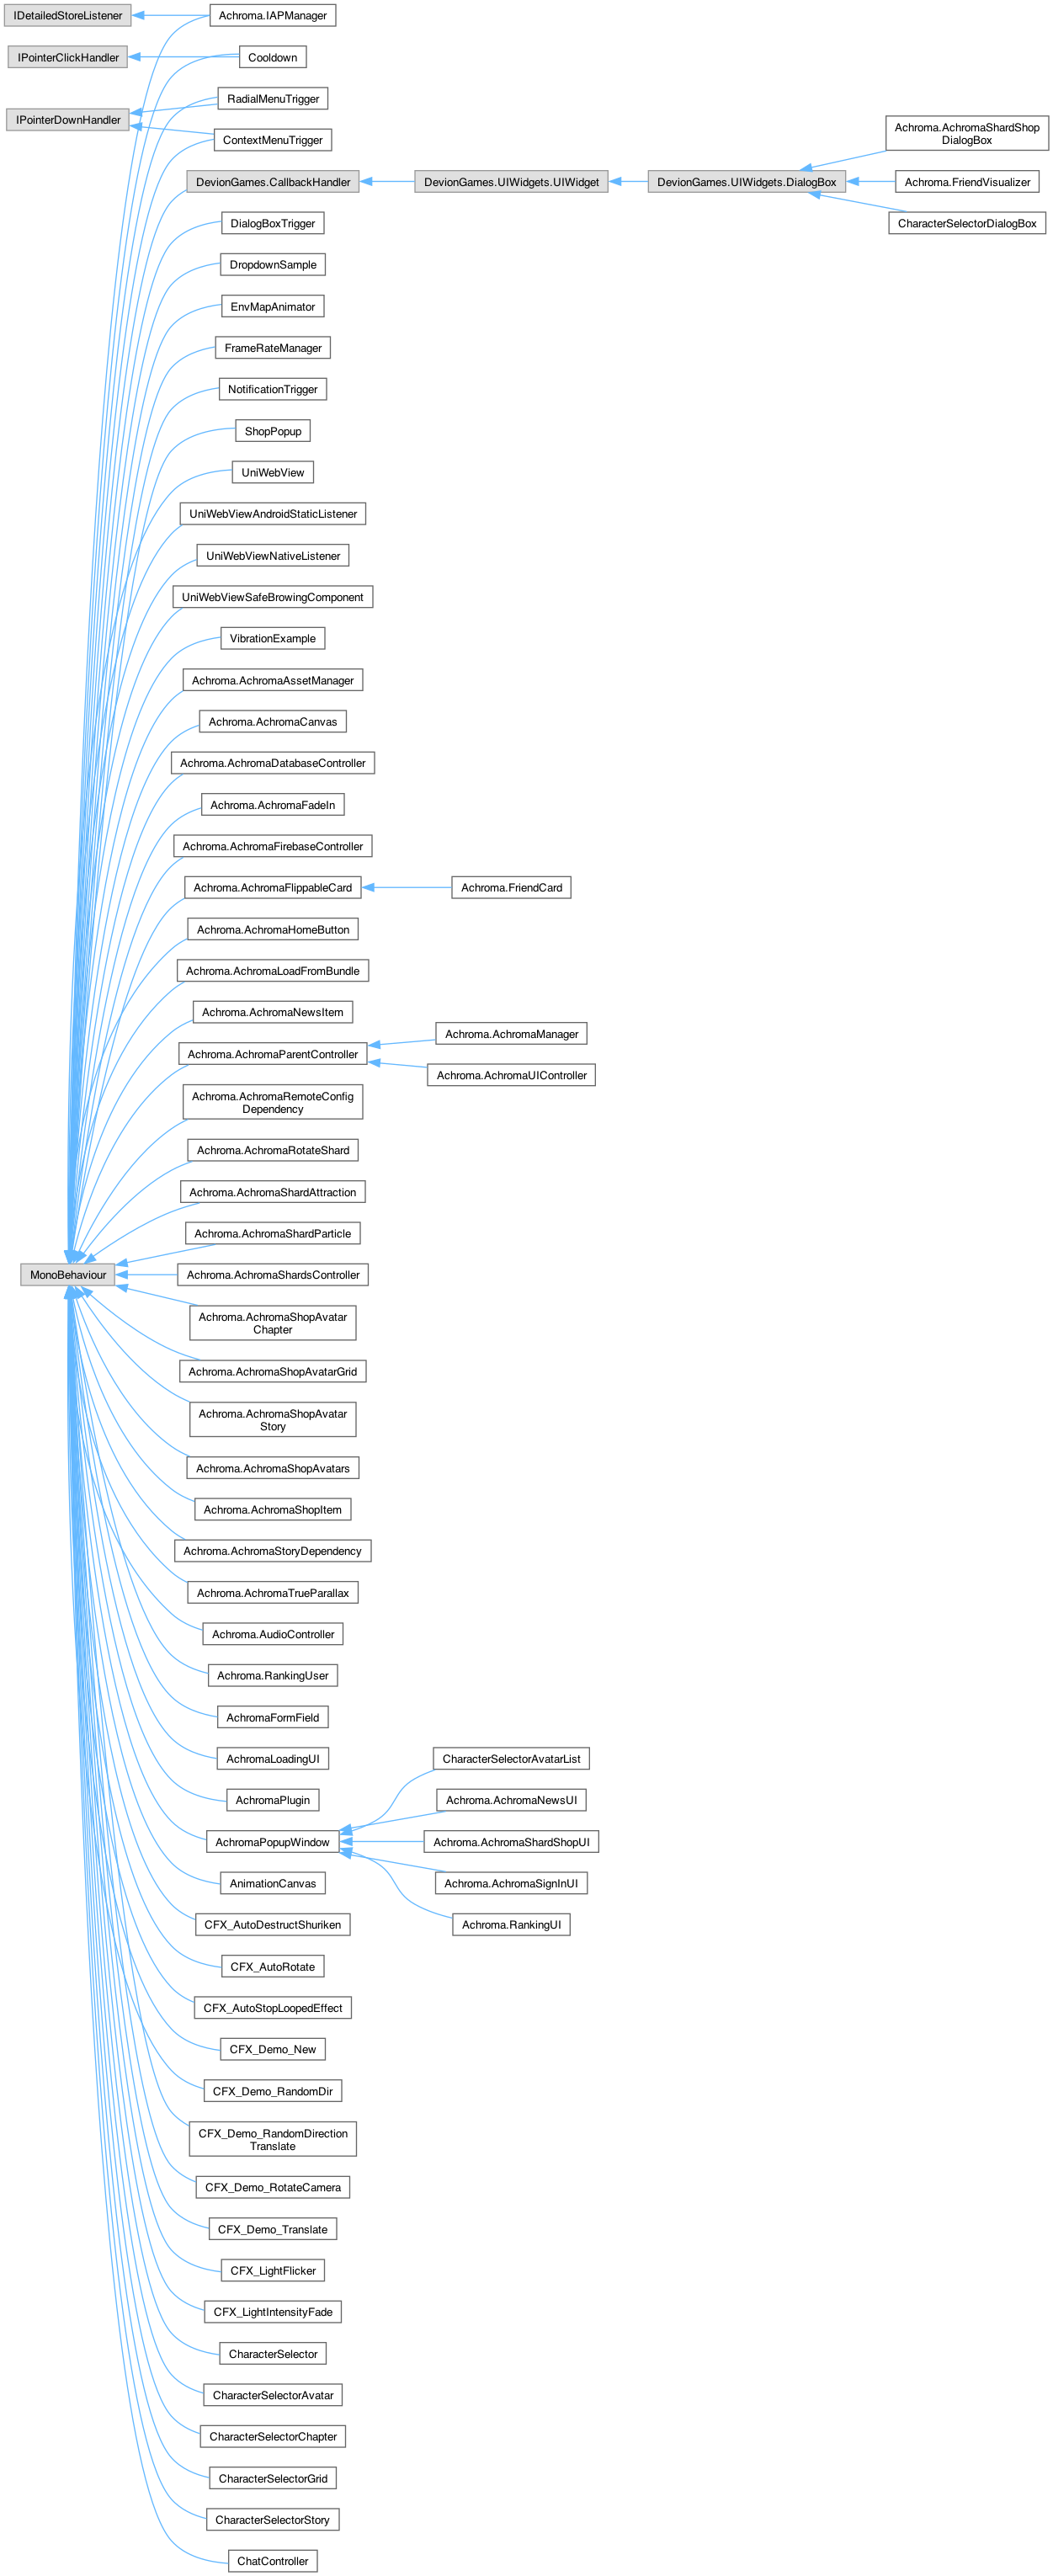 IDetailedStoreListener
Achroma.IAPManager
IPointerClickHandler
Cooldown
RadialMenuTrigger
IPointerDownHandler
ContextMenuTrigger
Achroma.AchromaShardShop
DialogBox
DevionGames.CallbackHandler
DevionGames.UIWidgets.UIWidget
DevionGames.UIWidgets.DialogBox
Achroma.FriendVisualizer
DialogBoxTrigger
CharacterSelectorDialogBox
DropdownSample
EnvMapAnimator
FrameRateManager
NotificationTrigger
ShopPopup
UniWebView
UniWebViewAndroidStaticListener
UniWebViewNativeListener
UniWebViewSafeBrowingComponent
VibrationExample
Achroma.AchromaAssetManager
Achroma.AchromaCanvas
Achroma.AchromaDatabaseController
Achroma.AchromaFadeIn
Achroma.AchromaFirebaseController
Achroma.AchromaFlippableCard
Achroma.FriendCard
Achroma.AchromaHomeButton
Achroma.AchromaLoadFromBundle
Achroma.AchromaNewsItem
Achroma.AchromaManager
Achroma.AchromaParentController
Achroma.AchromaUIController
Achroma.AchromaRemoteConfig
Dependency
Achroma.AchromaRotateShard
Achroma.AchromaShardAttraction
Achroma.AchromaShardParticle
MonoBehaviour
Achroma.AchromaShardsController
Achroma.AchromaShopAvatar
Chapter
Achroma.AchromaShopAvatarGrid
Achroma.AchromaShopAvatar
Story
Achroma.AchromaShopAvatars
Achroma.AchromaShopItem
Achroma.AchromaStoryDependency
Achroma.AchromaTrueParallax
Achroma.AudioController
Achroma.RankingUser
AchromaFormField
AchromaLoadingUI
CharacterSelectorAvatarList
AchromaPlugin
Achroma.AchromaNewsUI
AchromaPopupWindow
Achroma.AchromaShardShopUI
AnimationCanvas
Achroma.AchromaSignInUI
CFX_AutoDestructShuriken
Achroma.RankingUI
CFX_AutoRotate
CFX_AutoStopLoopedEffect
CFX_Demo_New
CFX_Demo_RandomDir
CFX_Demo_RandomDirection
Translate
CFX_Demo_RotateCamera
CFX_Demo_Translate
CFX_LightFlicker
CFX_LightIntensityFade
CharacterSelector
CharacterSelectorAvatar
CharacterSelectorChapter
CharacterSelectorGrid
CharacterSelectorStory
ChatController